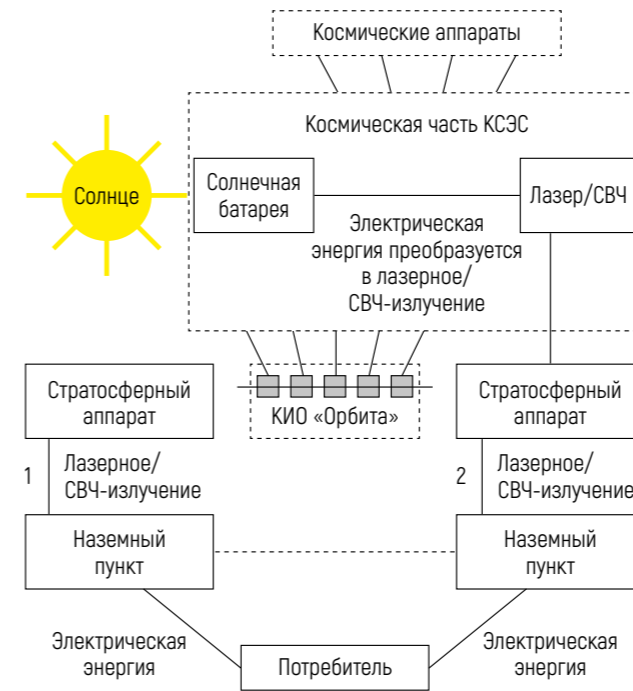 Космические аппараты
Космическая часть КСЭС
Солнце
Солнечная
батарея
Лазер/СВЧ
Электрическая
энергия преобразуется
в лазерное/
СВЧ-излучение
КИО «Орбита»
Стратосферный
аппарат
Стратосферный
аппарат
1
Лазерное/
СВЧ-излучение
2
Лазерное/
СВЧ-излучение
Наземный
пункт
Наземный
пункт
Электрическая
энергия
Потребитель
Электрическая
энергия